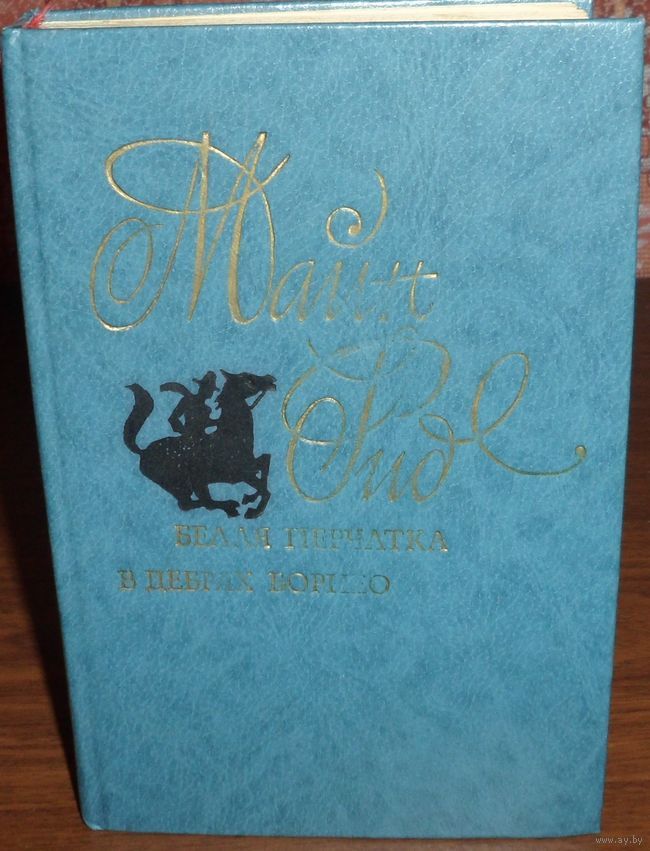 Майн
Рид
БЕЛАЯ ПЕРЧАТКА
В ДЕБРЯХ БОРНЕО
www.ay.by